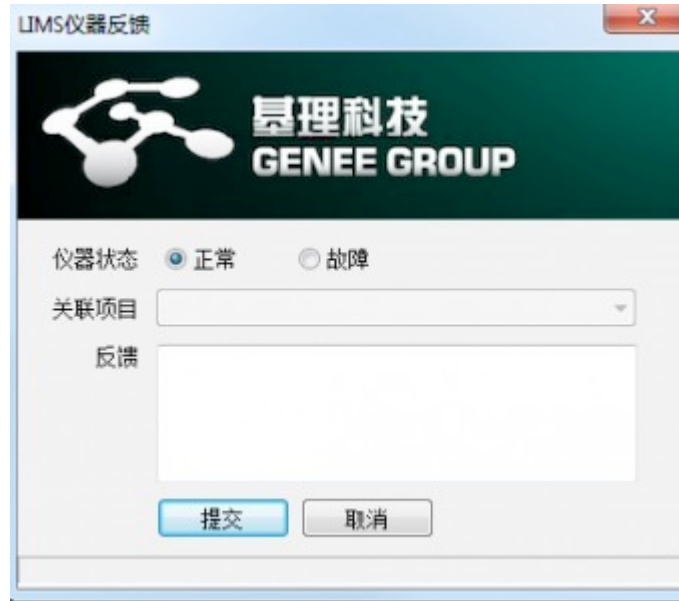 LIMS仪器反馈
基理科技
GENEE GROUP
仪器状态 正常 故障
关联项目
反馈
提交 取消